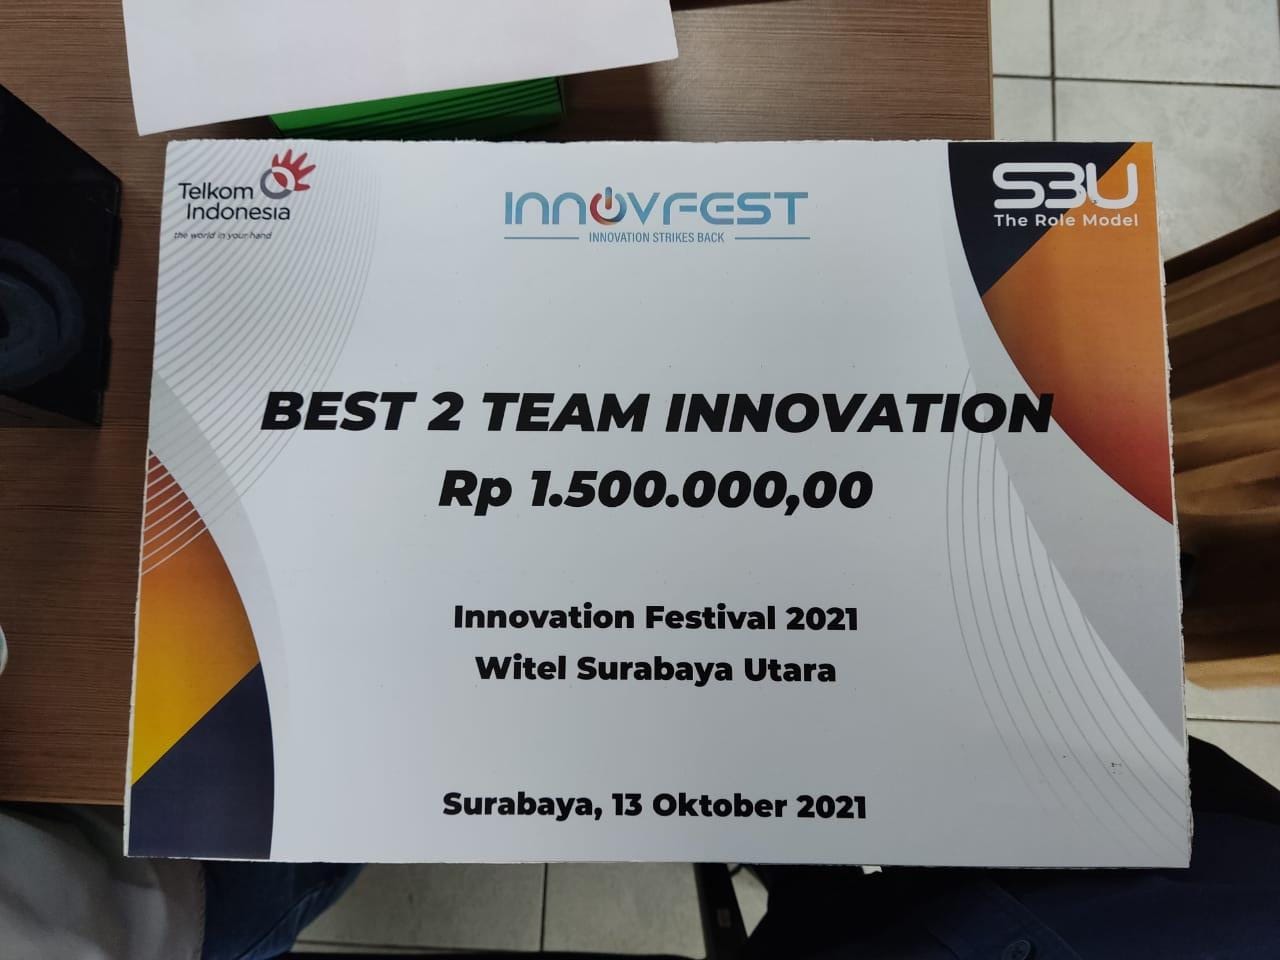 Telkom
Indonesia
the world in your hand
INNOVFEST
INNOVATION STRIKES BACK
SBU
The Role Model
BEST 2 TEAM INNOVATION
Rp 1.500.000,00
Innovation Festival 2021
Witel Surabaya Utara
Surabaya, 13 Oktober 2021